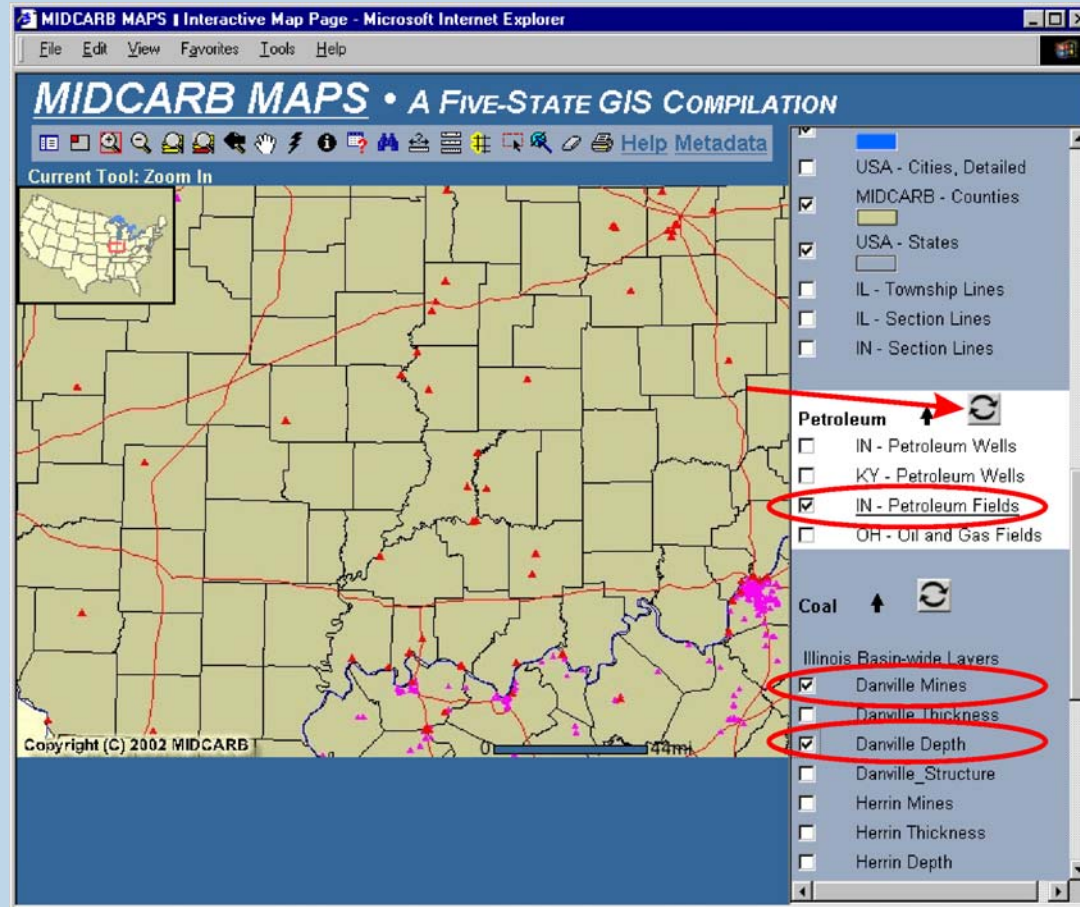 MIDCARB MAPS || Interactive Map Page - Microsoft Internet Explorer
File Edit View Favorites Tools Help
MIDCARB MAPS • A FIVE-STATE GIS COMPILATION
Help Metadata
Current Tool: Zoom In
USA - Cities, Detailed
MIDCARB - Counties
USA - States
IL - Township Lines
IL - Section Lines
IN - Section Lines
Petroleum
IN - Petroleum Wells
KY - Petroleum Wells
IN - Petroleum Fields
OH - Oil and Gas Fields
Coal
Illinois Basin-wide Layers
Danville Mines
Danville Thickness
Danville Depth
Danville_Structure
Herrin Mines
Herrin Thickness
Herrin Depth
Copyright (C) 2002 MIDCARB
0 44mi